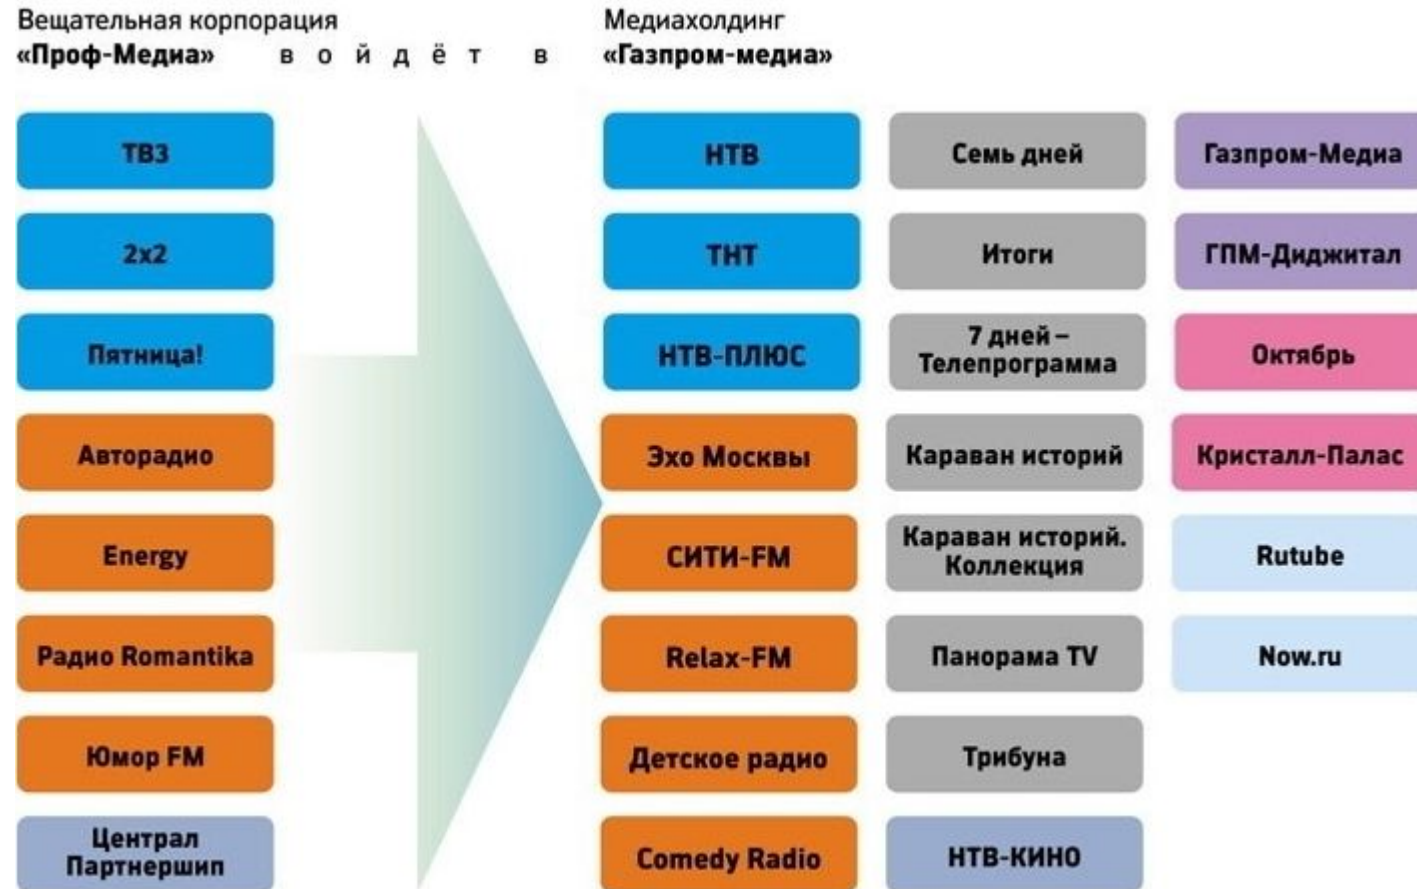 Вещательная корпорация
«Проф-Медиа» войдёт в
Медиахолдинг
«Газпром-медиа»
ТВ3
2х2
Пятница!
Авторадио
Energy
Радио Romantika
Юмор FM
Централ
Партнершип
НТВ
ТНТ
НТВ-ПЛЮС
Эхо Москвы
СИТИ-FM
Relax-FM
Детское радио
Comedy Radio
Семь дней
Итоги
7 дней –
Телепрограмма
Караван историй
Караван историй.
Коллекция
Панорама TV
Трибуна
НТВ-КИНО
Газпром-Медиа
ГПМ-Диджитал
Октябрь
Кристалл-Палас
Rutube
Now.ru